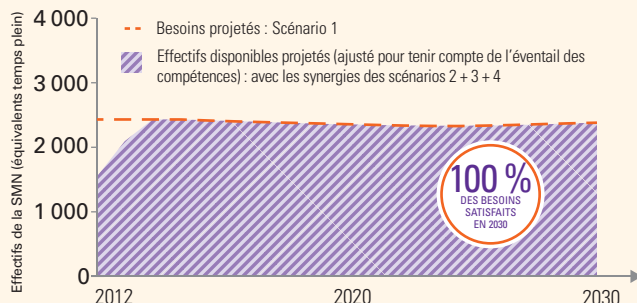 4 000
3 000
2 000
1 000
0
Effectifs de la SMN (équivalents temps plein)
Besoins projetés : Scénario 1
Effectifs disponibles projetés (ajusté pour tenir compte de l'éventail des
compétences) : avec les synergies des scénarios 2 + 3 + 4
100 %
DES BESOINS
SATISFAITS
EN 2030
2012
2020
2030